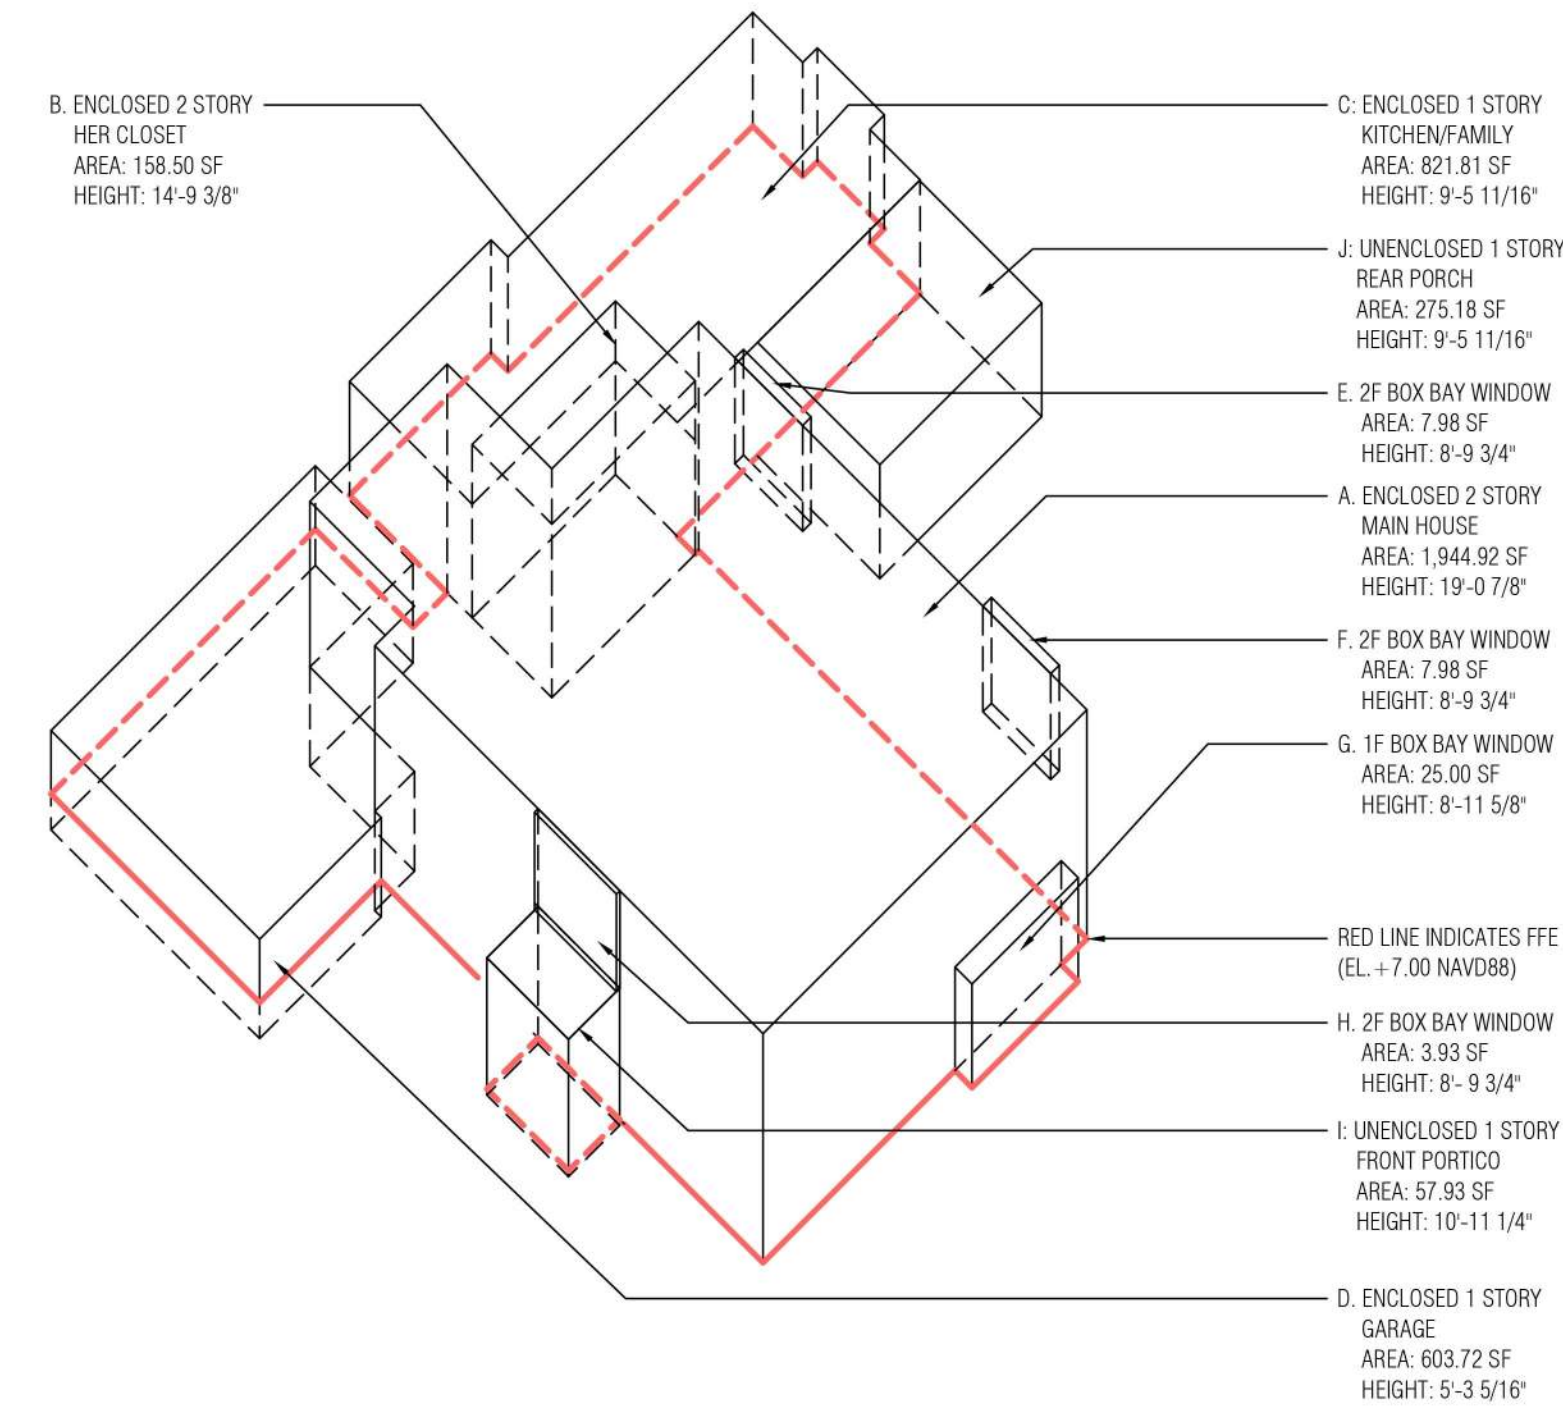 B. ENCLOSED 2 STORY
HER CLOSET
AREA: 158.50 SF
HEIGHT: 14'-9 3/8"
C: ENCLOSED 1 STORY
KITCHEN/FAMILY
AREA: 821.81 SF
HEIGHT: 9'-5 11/16"
J: UNENCLOSED 1 STORY
REAR PORCH
AREA: 275.18 SF
HEIGHT: 9'-5 11/16"
E. 2F BOX BAY WINDOW
AREA: 7.98 SF
HEIGHT: 8'-9 3/4"
A. ENCLOSED 2 STORY
MAIN HOUSE
AREA: 1,944.92 SF
HEIGHT: 19'-0 7/8"
F. 2F BOX BAY WINDOW
AREA: 7.98 SF
HEIGHT: 8'-9 3/4"
G. 1F BOX BAY WINDOW
AREA: 25.00 SF
HEIGHT: 8'-11 5/8"
RED LINE INDICATES FFE
(EL.+7.00 NAVD88)
H. 2F BOX BAY WINDOW
AREA: 3.93 SF
HEIGHT: 8'- 9 3/4"
I: UNENCLOSED 1 STORY
FRONT PORTICO
AREA: 57.93 SF
HEIGHT: 10'-11 1/4"
D. ENCLOSED 1 STORY
GARAGE
AREA: 603.72 SF
HEIGHT: 5'-3 5/16"